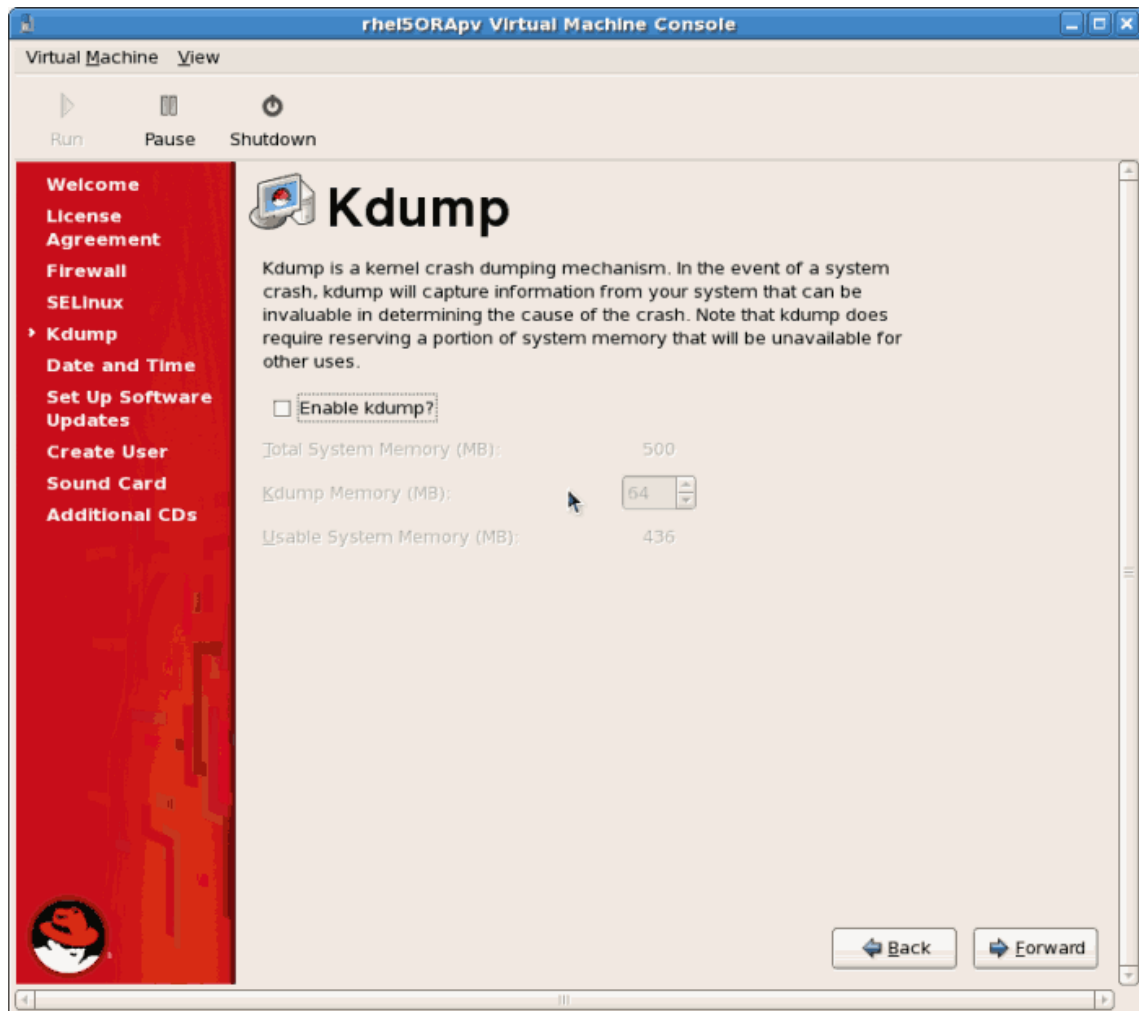 rhel5ORApv Virtual Machine Console
Virtual Machine View
Run Pause Shutdown
Welcome
License
Agreement
Firewall
SELinux
Kdump
Date and Time
Set Up Software
Updates
Create User
Sound Card
Additional CDs
Kdump
Kdump is a kernel crash dumping mechanism. In the event of a system
crash, kdump will capture information from your system that can be
invaluable in determining the cause of the crash. Note that kdump does
require reserving a portion of system memory that will be unavailable for
other uses.
Enable kdump?
Total System Memory (MB): 500
Kdump Memory (MB): 64
Usable System Memory (MB): 436
Back Forward